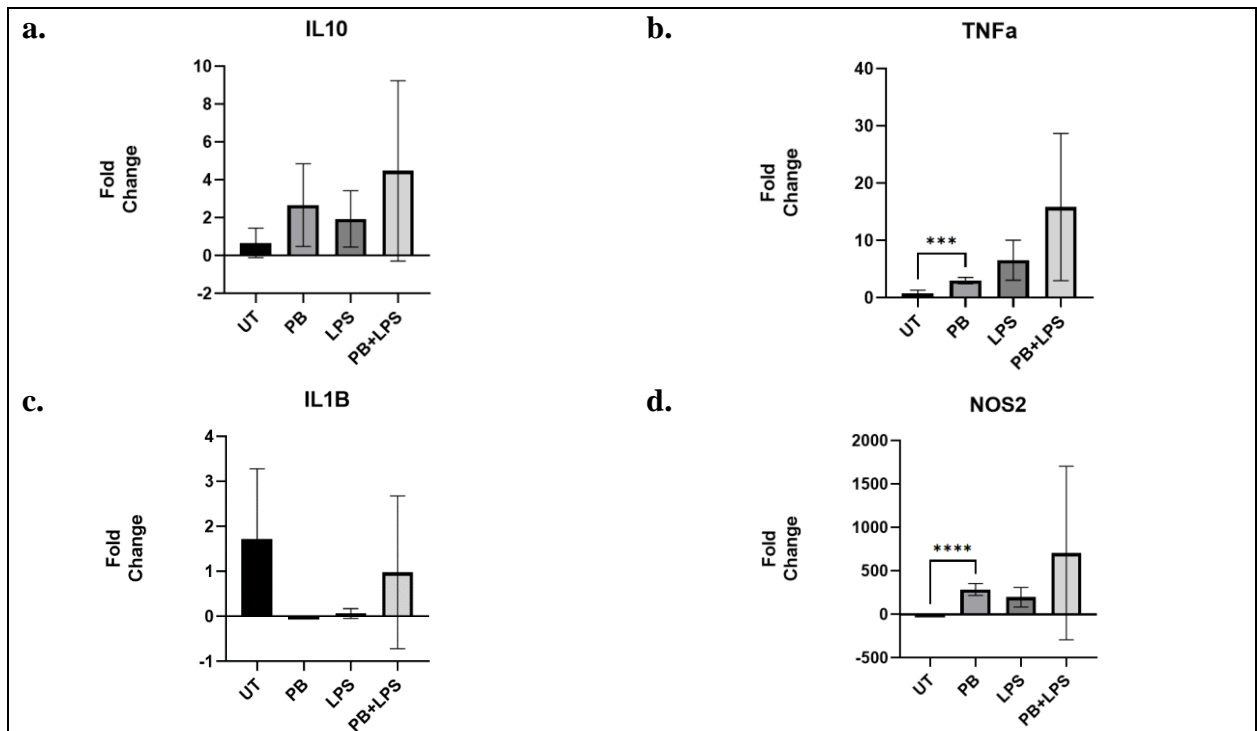 a.
IL10
Fold
Change
10
8
6
4
2
0
-2
UT
PB
LPS
PB+LPS
b.
TNFa
Fold
Change
40
30
20
10
0
***
UT
PB
LPS
PB+LPS
c.
IL1B
Fold
Change
4
3
2
1
0
-1
UT
PB
LPS
PB+LPS
d.
NOS2
Fold
Change
2000
1500
1000
500
0
-500
****
UT
PB
LPS
PB+LPS